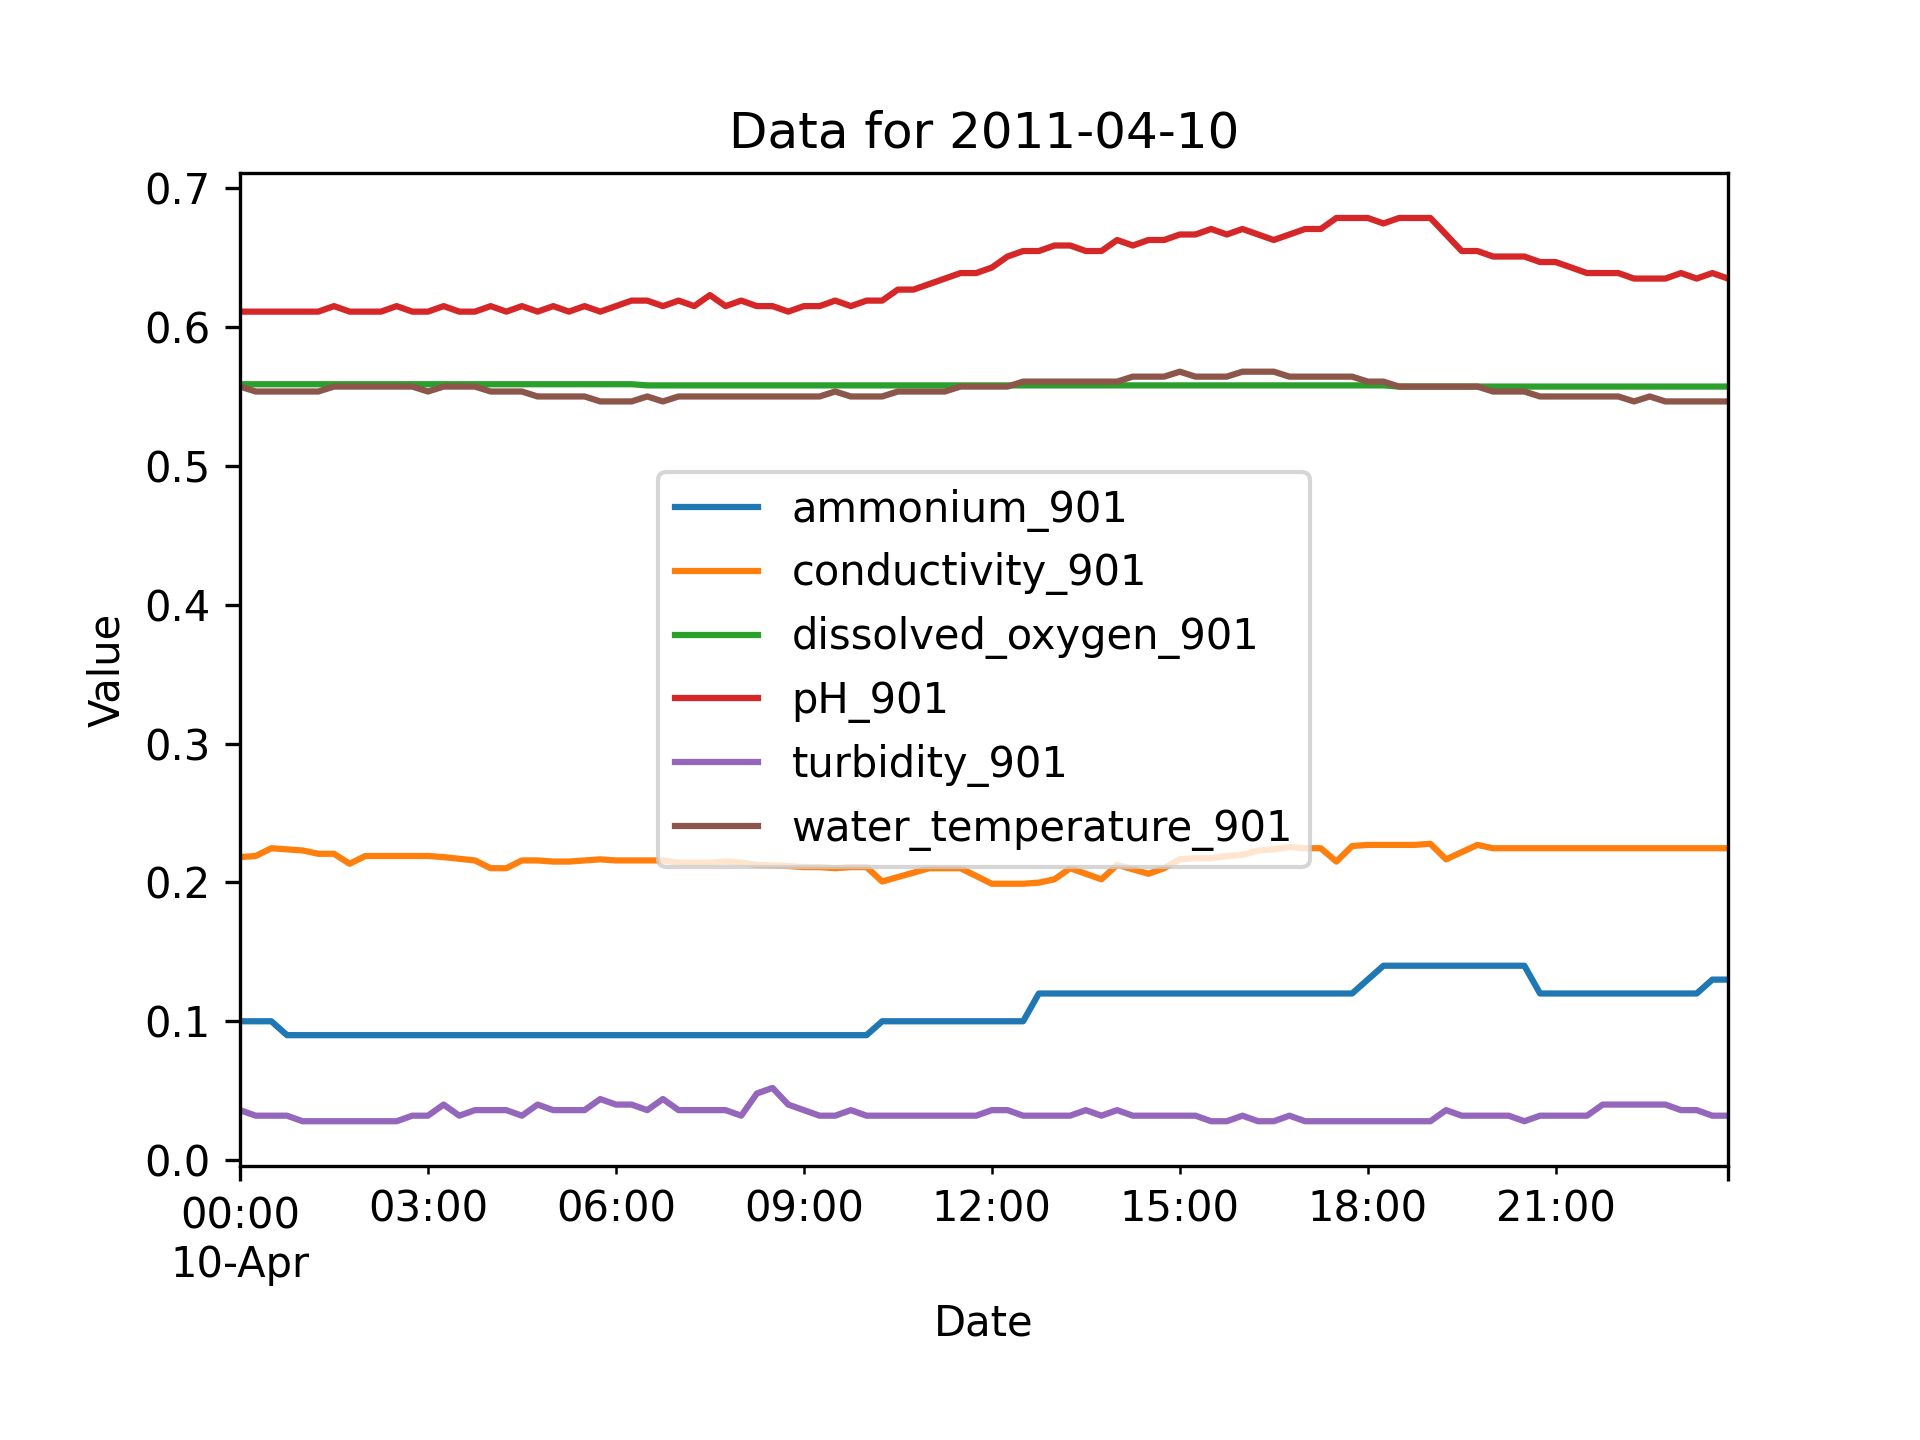 Data for 2011-04-10
0.7
0.6
0.5
0.4
0.3
0.2
0.1
0.0
Value
ammonium_901
conductivity_901
dissolved_oxygen_901
pH_901
turbidity_901
water_temperature_901
00:00 03:00 06:00 09:00 12:00 15:00 18:00 21:00
10-Apr
Date